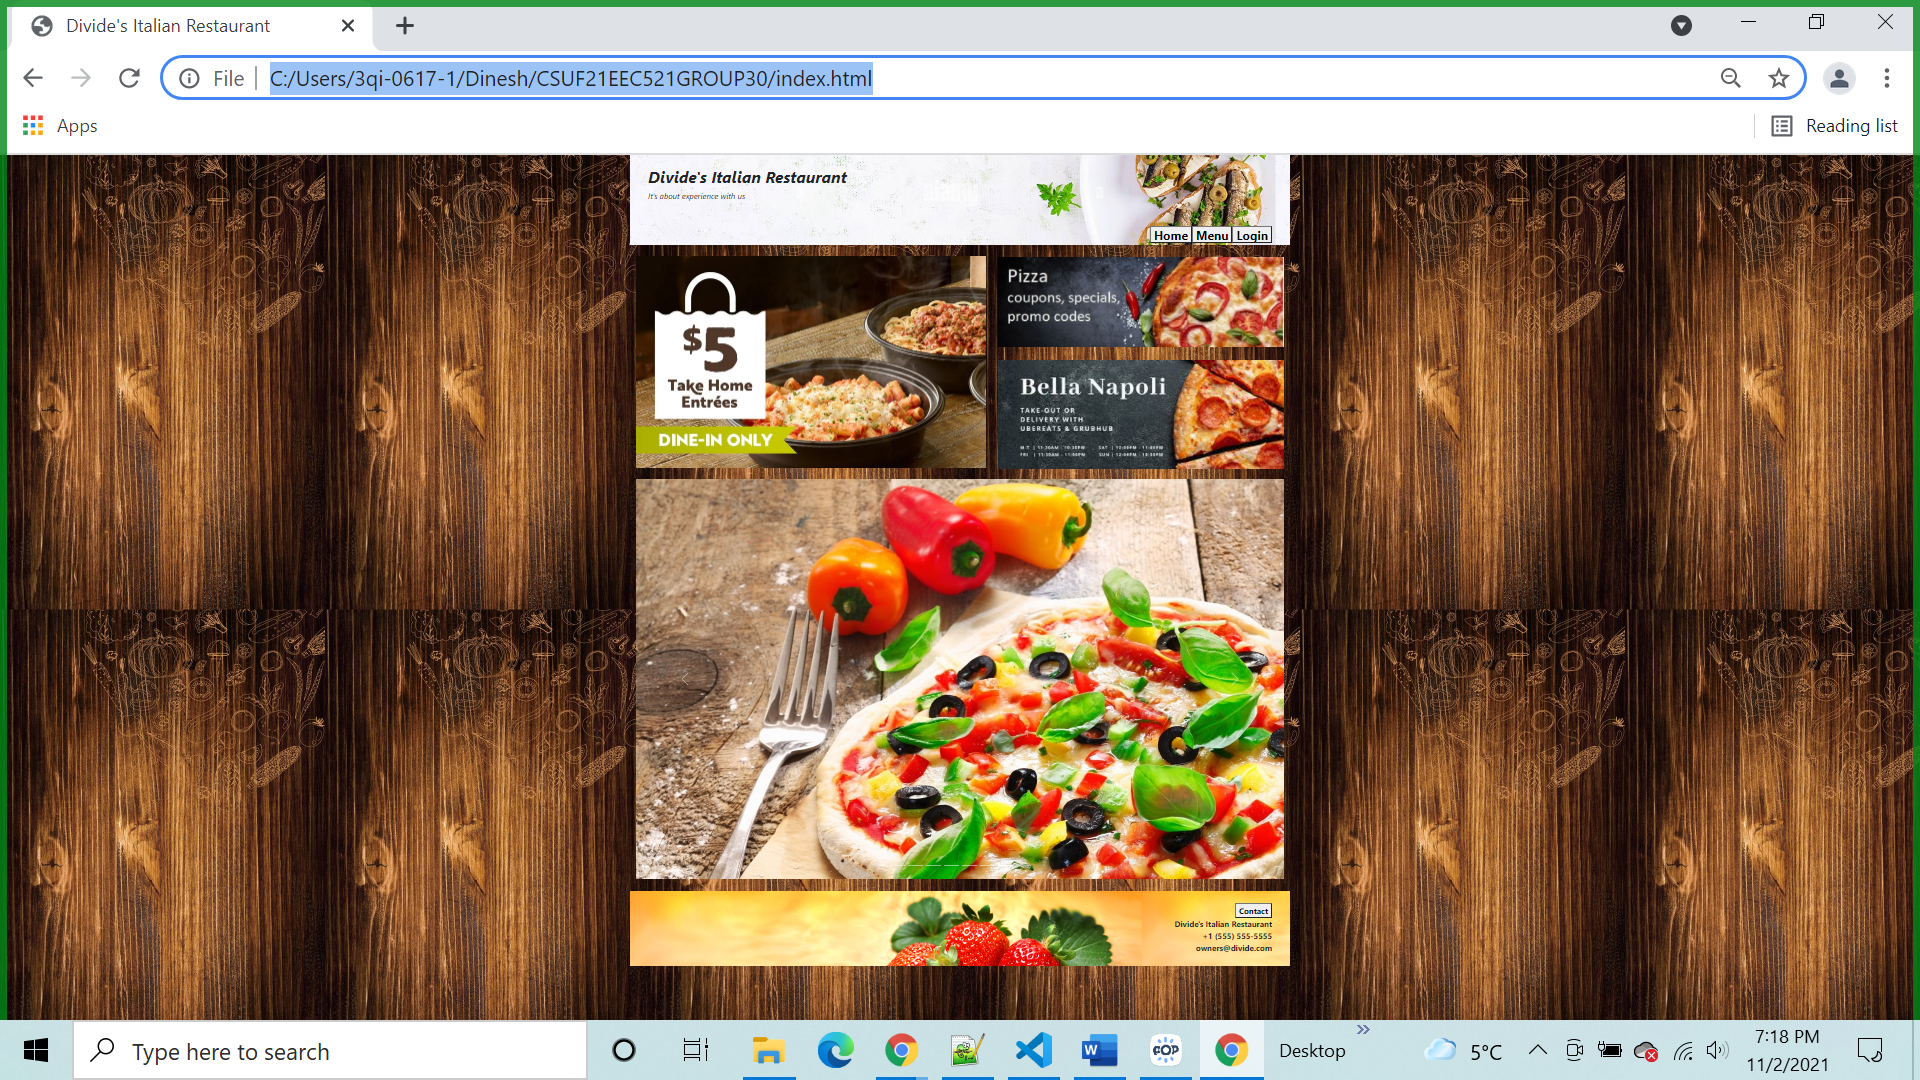 Divide's Italian Restaurant
File
C:/Users/3qi-0617-1/Dinesh/CSUF21EEC521GROUP30/index.html
Apps
Reading list
Divide's Italian Restaurant
It's about experience with us
Home Menu Login
$5
Take Home
Entrées
DINE-IN ONLY
Pizza
coupons, specials,
promo codes
Bella Napoli
TAKE-OUT OR
DELIVERY WITH
UBEREATS & GRUBHUB
Contact
Divide's Italian Restaurant
+1 (555) 555-5555
owners@divide.com
Type here to search
Desktop
5°C
7:18 PM
11/2/2021